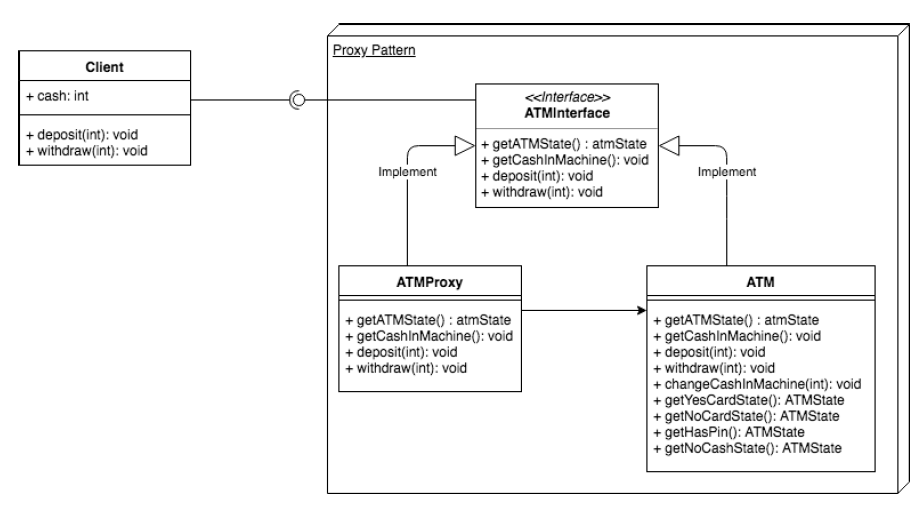 Proxy Pattern
Client
+ cash: int
+ deposit(int): void
+ withdraw(int): void
<<Interface>>
ATMInterface
+ getATMState() : atmState
+ getCashInMachine(): void
+ deposit(int): void
+ withdraw(int): void
Implement
Implement
ATMProxy
+ getATMState() : atmState
+ getCashInMachine(): void
+ deposit(int): void
+ withdraw(int): void
ATM
+ getATMState() : atmState
+ getCashInMachine(): void
+ deposit(int): void
+ withdraw(int): void
+ changeCashInMachine(int): void
+ getYesCardState(): ATMState
+ getNoCardState(): ATMState
+ getHasPin(): ATMState
+ getNoCashState(): ATMState